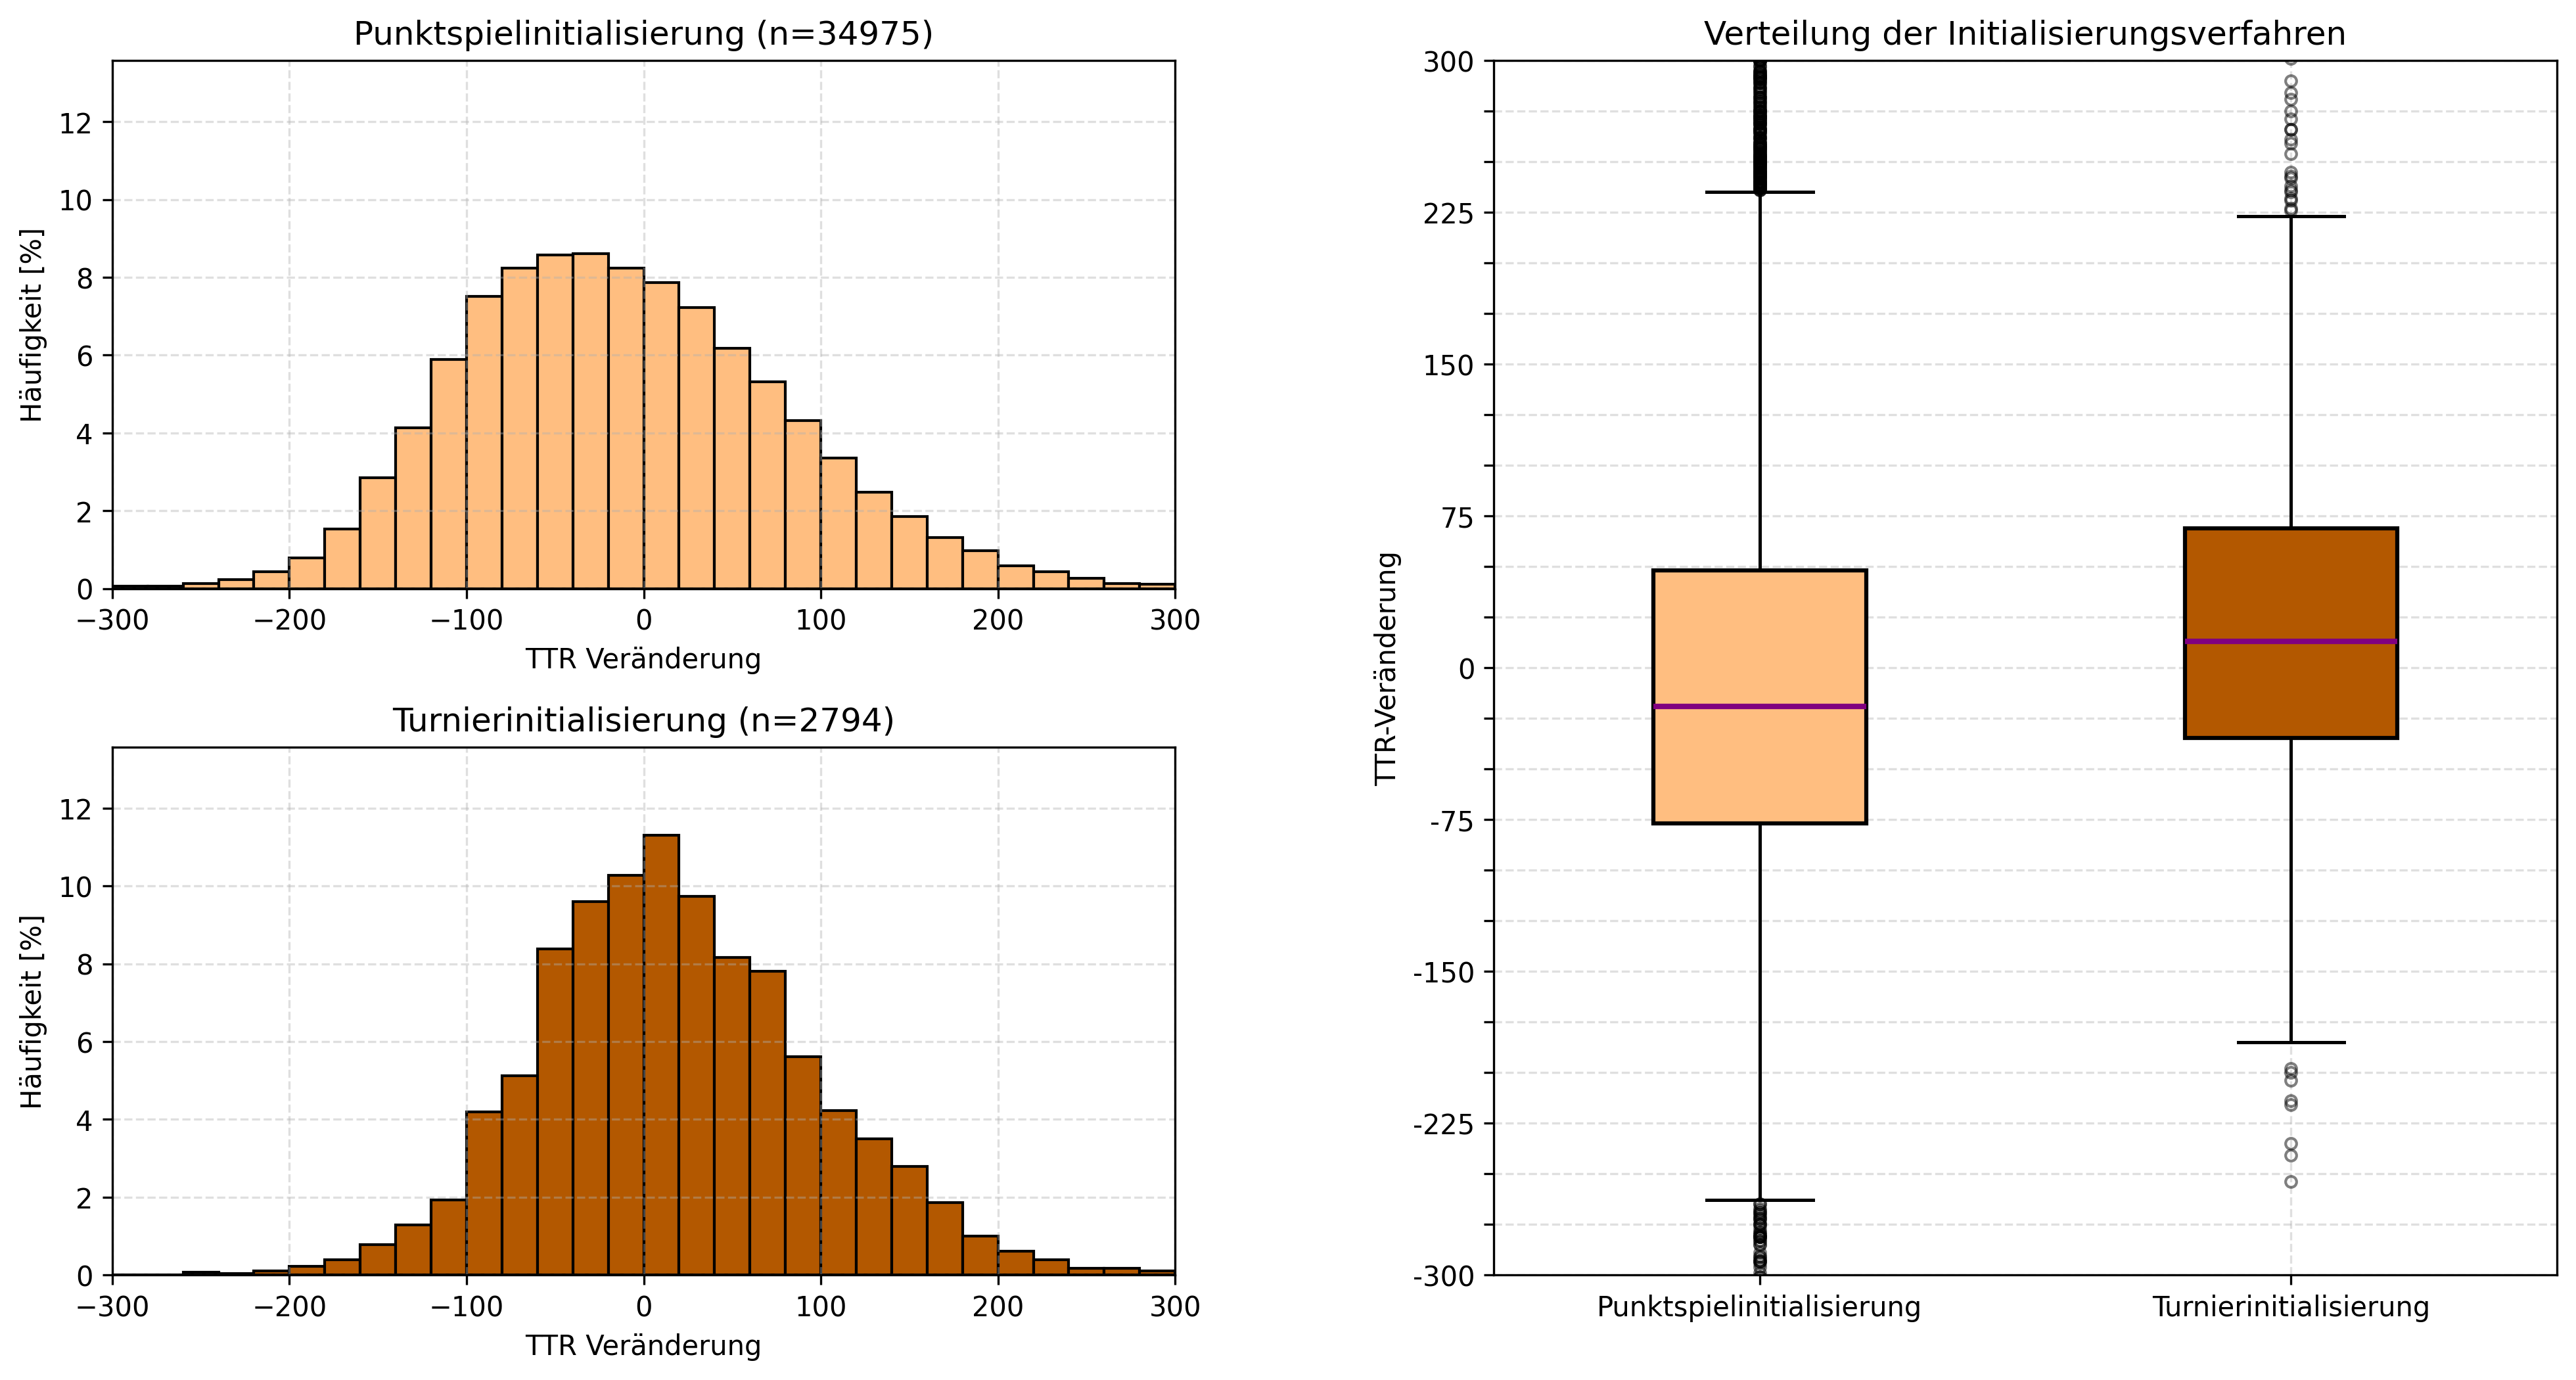 Punktspielinitialisierung (n=34975)
Häufigkeit [%]
12
10
8
6
4
2
0
−300 −200 −100 0 100 200 300
TTR Veränderung
Turnierinitialisierung (n=2794)
Häufigkeit [%]
12
10
8
6
4
2
0
−300 −200 −100 0 100 200 300
TTR Veränderung
Verteilung der Initialisierungsverfahren
TTR-Veränderung
300
225
150
75
0
-75
-150
-225
-300
Punktspielinitialisierung Turnierinitialisierung